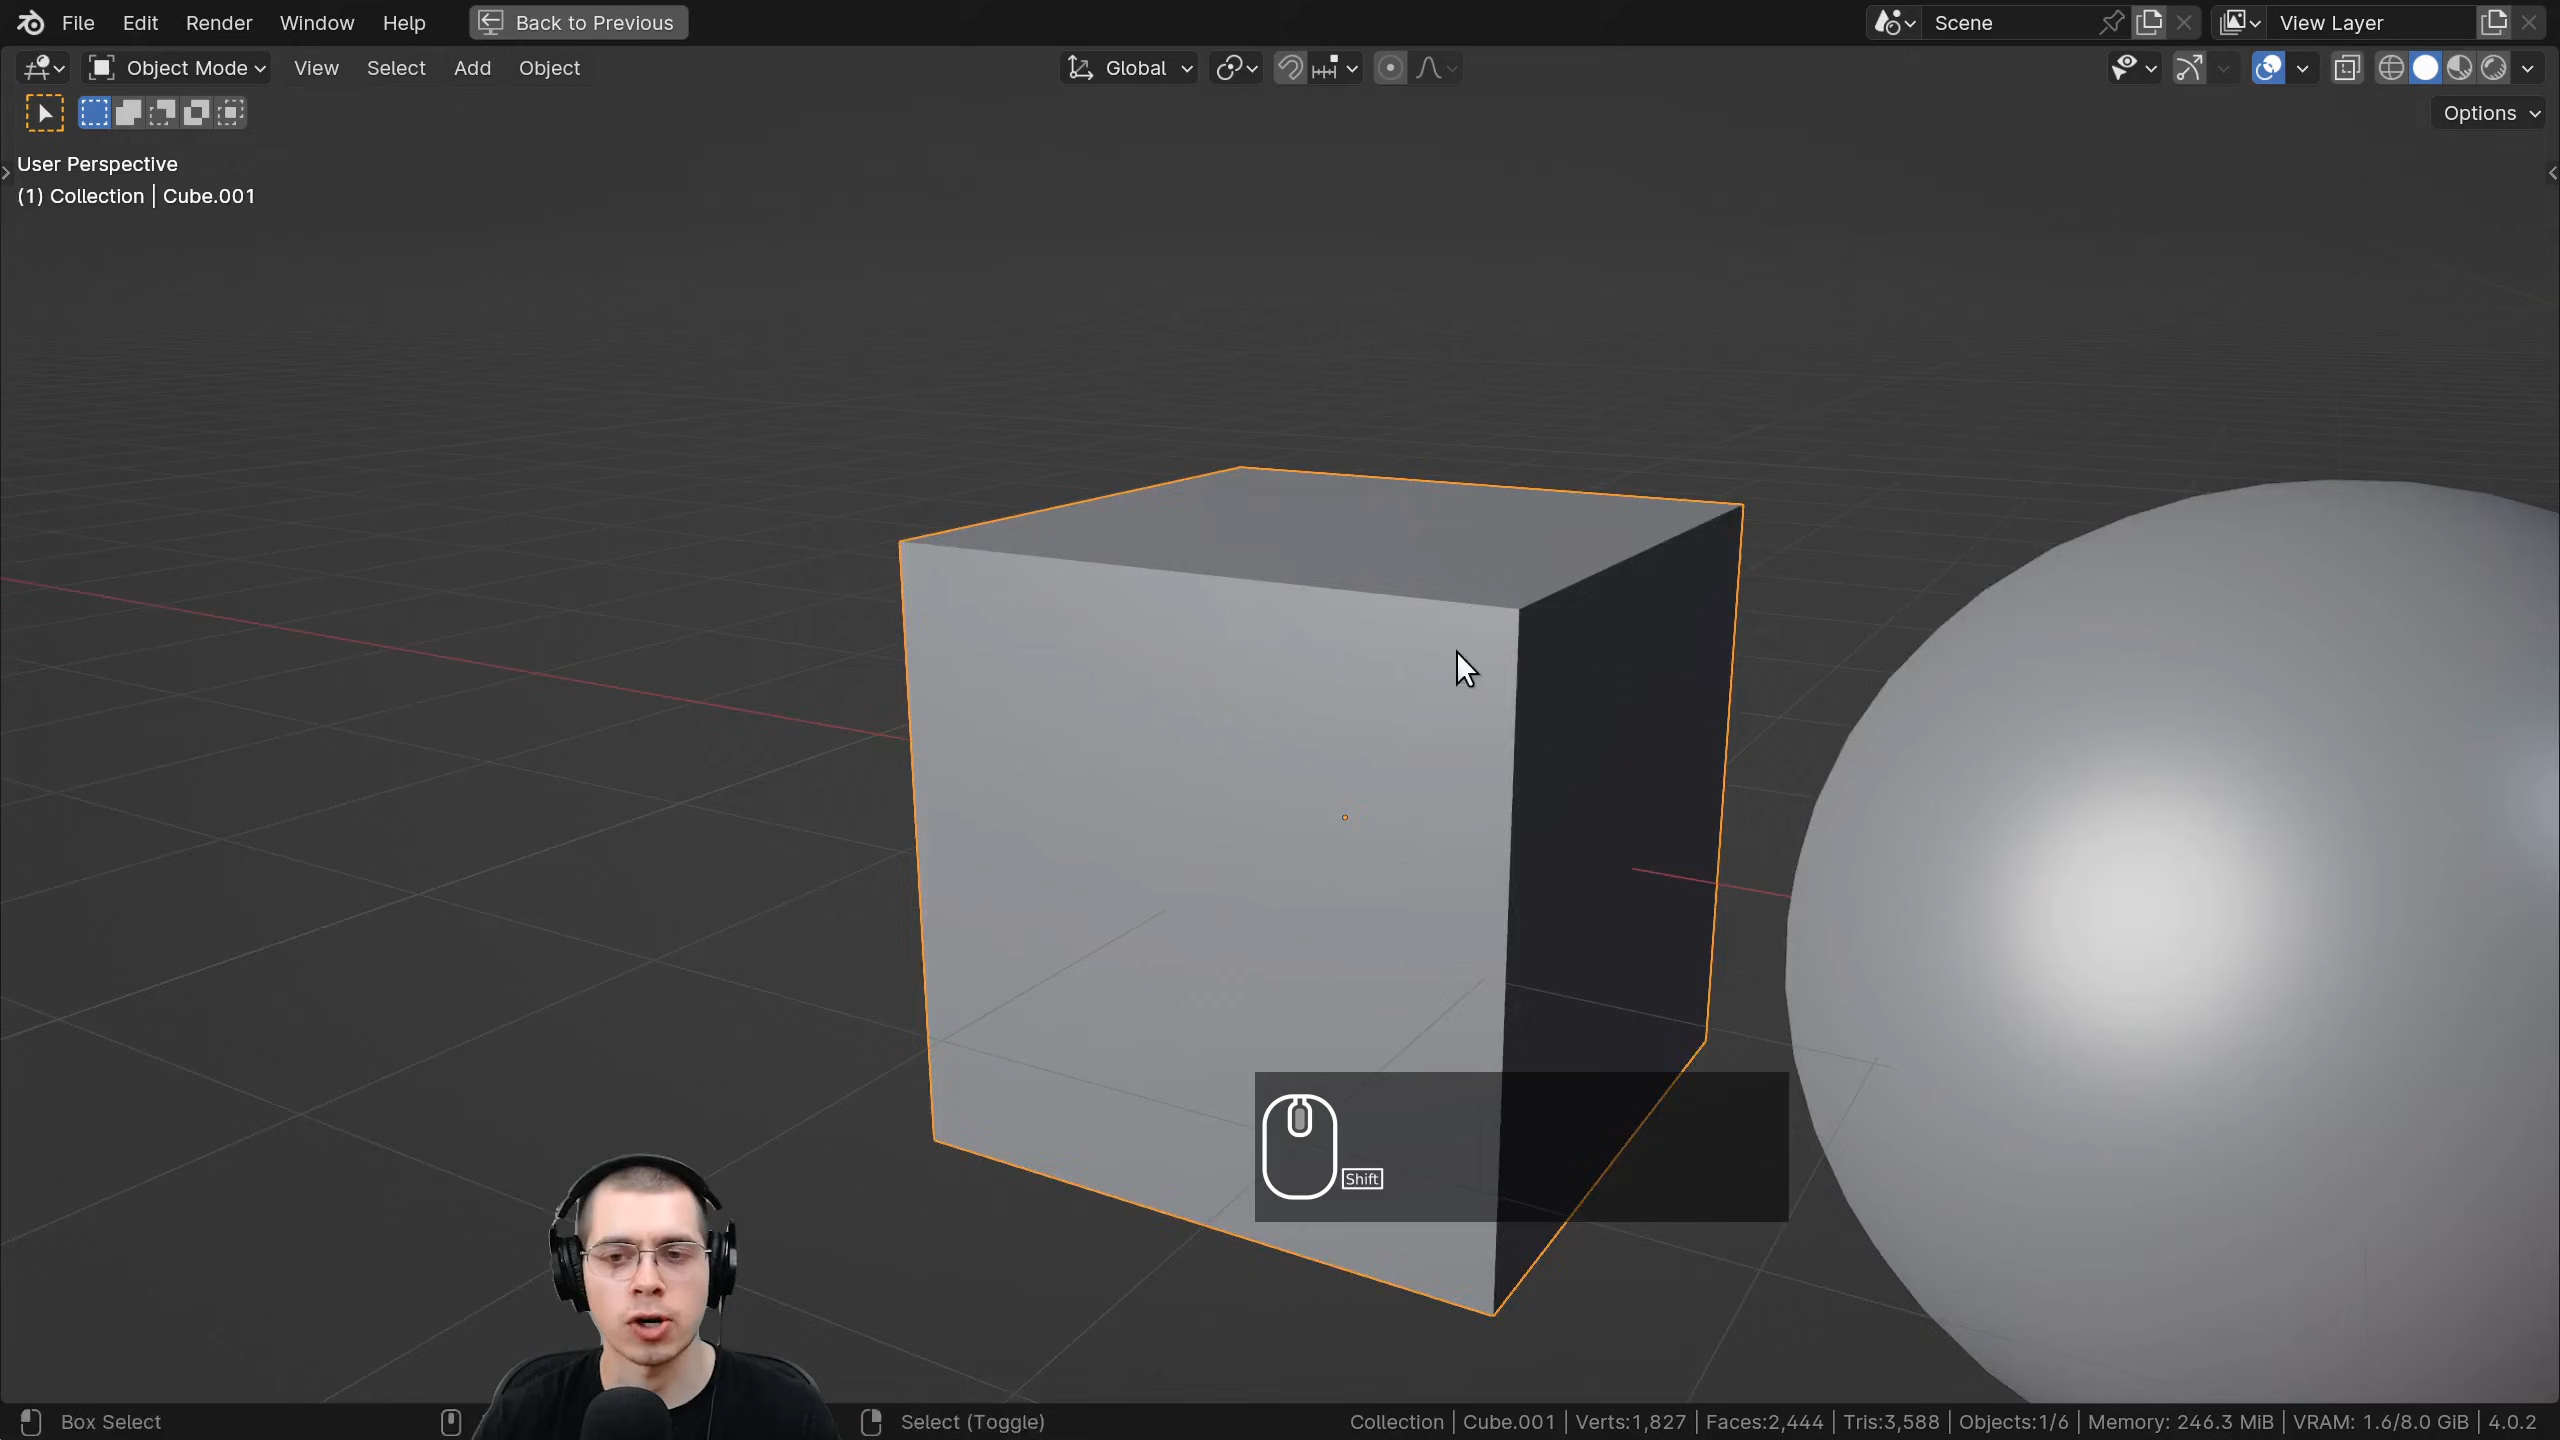 File Edit Render Window Help Back to Previous Scene View Layer
Object Mode View Select Add Object Global
Options
User Perspective
(1) Collection | Cube.001
Shift
Box Select Select (Toggle) Collection | Cube.001 | Verts:1,827 | Faces:2,444 | Tris:3,588 | Objects:1/6 | Memory: 246.3 MiB | VRAM: 1.6/8.0 GiB | 4.0.2